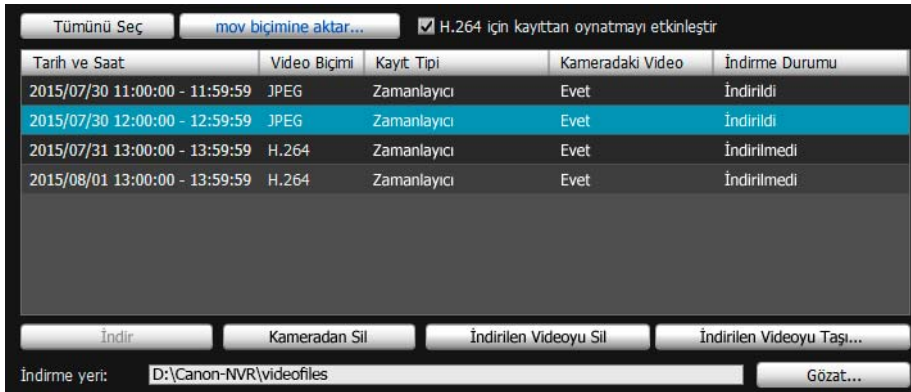 Tümünü Seç mov biçimine aktar... H.264 için kayıttan oynatmayı etkinleştir
Tarih ve Saat Video Biçimi Kayıt Tipi Kameradaki Video İndirme Durumu
2015/07/30 11:00:00 - 11:59:59 JPEG Zamanlayıcı Evet İndirildi
2015/07/30 12:00:00 - 12:59:59 JPEG Zamanlayıcı Evet İndirildi
2015/07/31 13:00:00 - 13:59:59 H.264 Zamanlayıcı Evet İndirilmedi
2015/08/01 13:00:00 - 13:59:59 H.264 Zamanlayıcı Evet İndirilmedi
İndir Kameradan Sil İndirilen Videoyu Sil İndirilen Videoyu Taşı...
İndirme yeri: D:\Canon-NVR\videofiles Gözat...